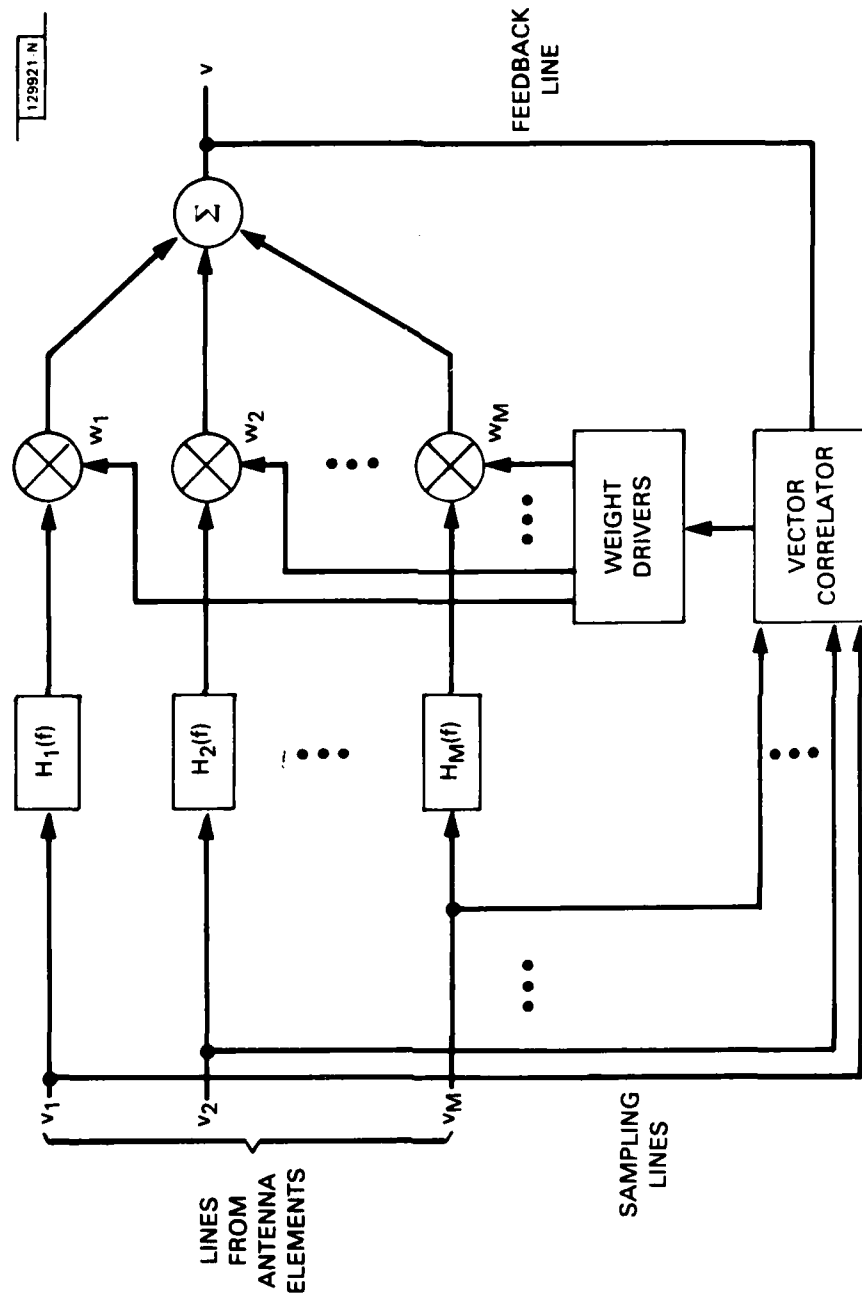 129921-N
LINES
FROM
ANTENNA
ELEMENTS
v1
v2
vM
H1(f)
H2(f)
HM(f)
w1
w2
wM
Σ
v
WEIGHT
DRIVERS
VECTOR
CORRELATOR
SAMPLING
LINES
FEEDBACK
LINE